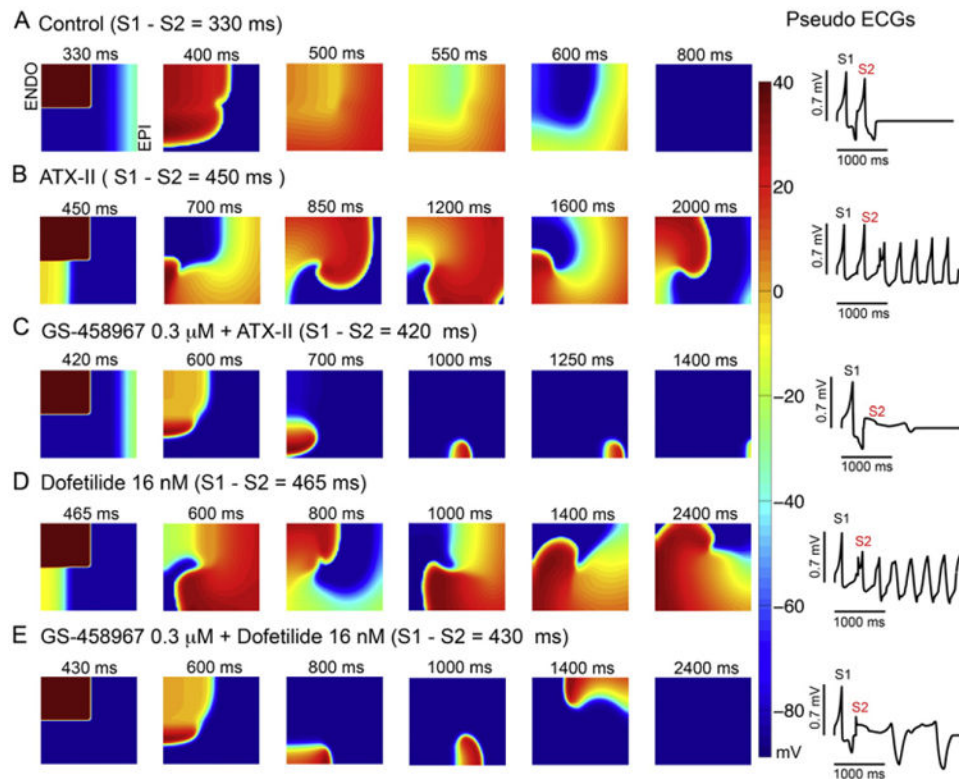 A Control (S1 - S2 = 330 ms)
Pseudo ECGs
330 ms 400 ms 500 ms 550 ms 600 ms 800 ms
ENDO
EPI
S1
S2
0.7 mV
1000 ms
B ATX-II ( S1 - S2 = 450 ms )
450 ms 700 ms 850 ms 1200 ms 1600 ms 2000 ms
S1
S2
0.7 mV
1000 ms
C GS-458967 0.3 μM + ATX-II (S1 - S2 = 420 ms)
420 ms 600 ms 700 ms 1000 ms 1250 ms 1400 ms
S1
S2
0.7 mV
1000 ms
D Dofetilide 16 nM (S1 - S2 = 465 ms)
465 ms 600 ms 800 ms 1000 ms 1400 ms 2400 ms
S1
S2
0.7 mV
1000 ms
E GS-458967 0.3 μM + Dofetilide 16 nM (S1 - S2 = 430 ms)
430 ms 600 ms 800 ms 1000 ms 1400 ms 2400 ms
S1
S2
0.7 mV
1000 ms
40
20
0
−20
−40
−60
−80
mV